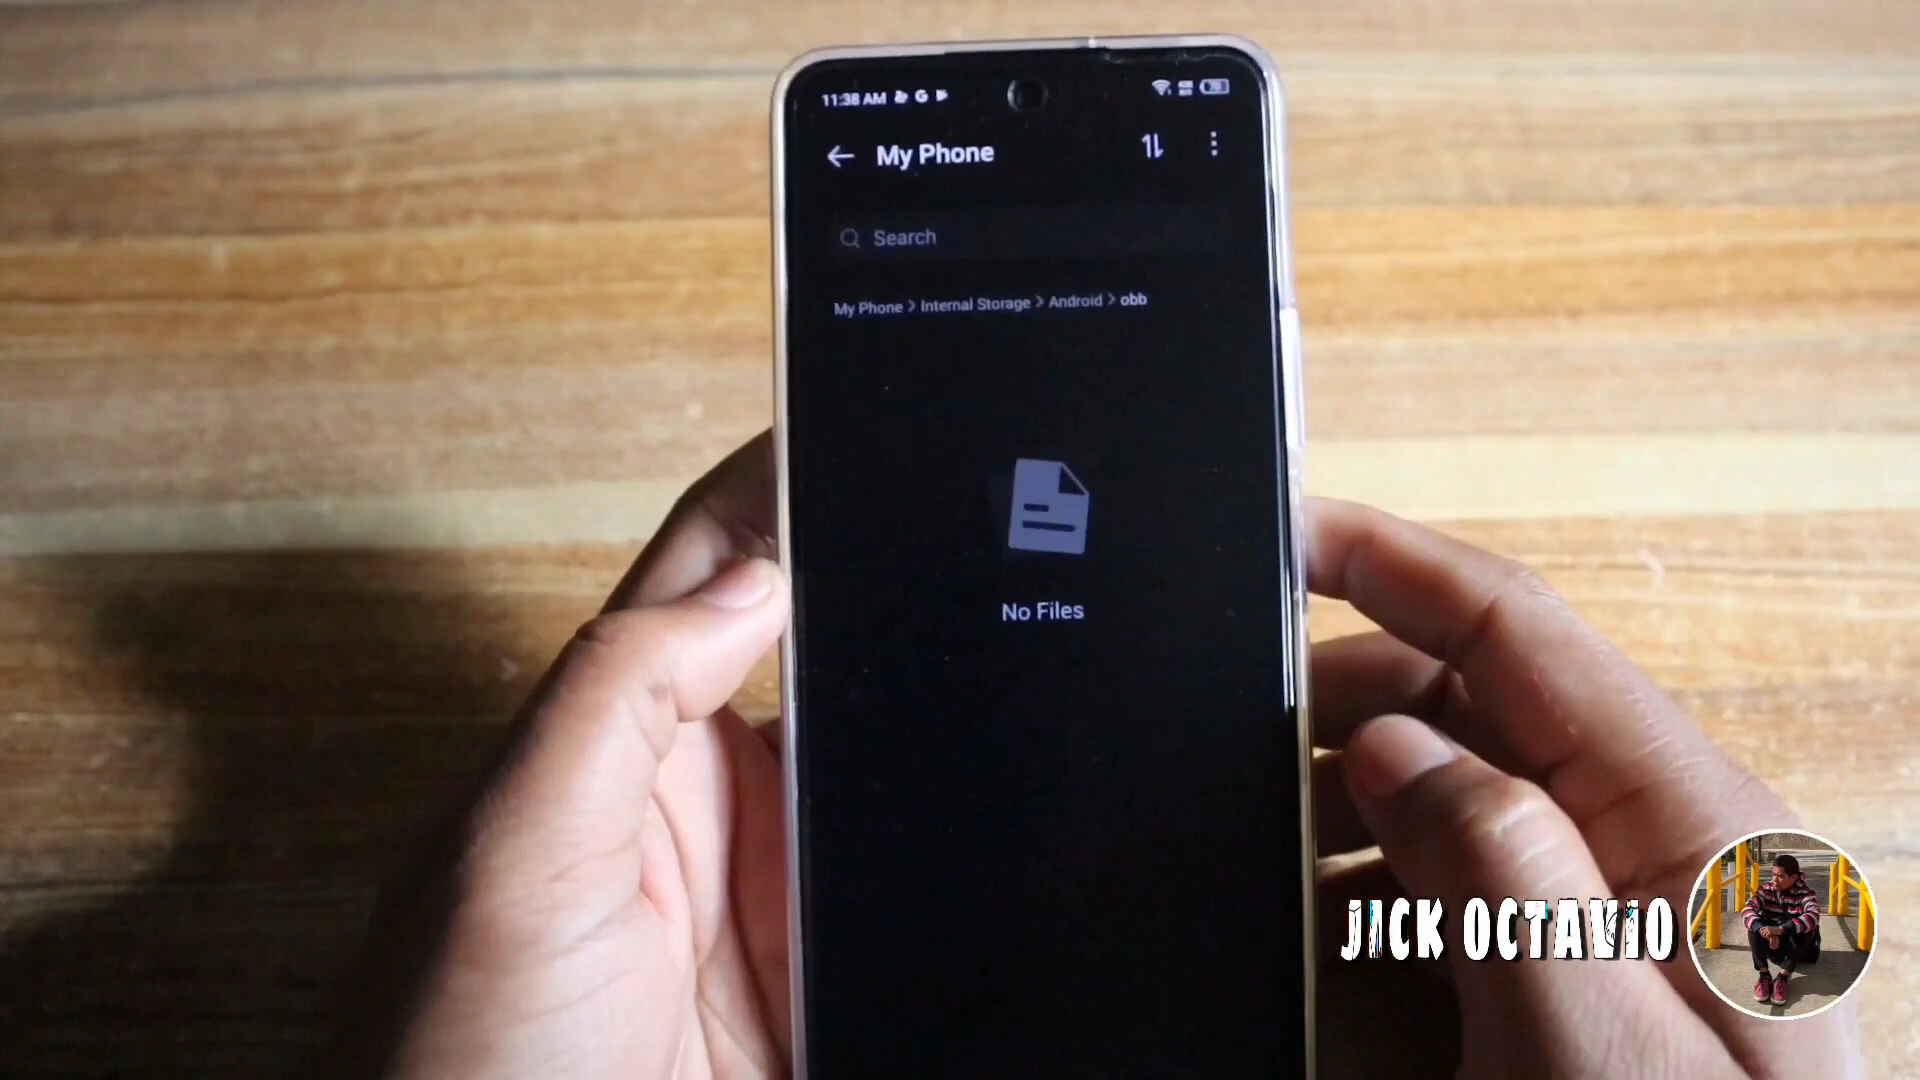 11:38 AM
My Phone
Search
My Phone > Internal Storage > Android > obb
No Files
JICK OCTAVIO